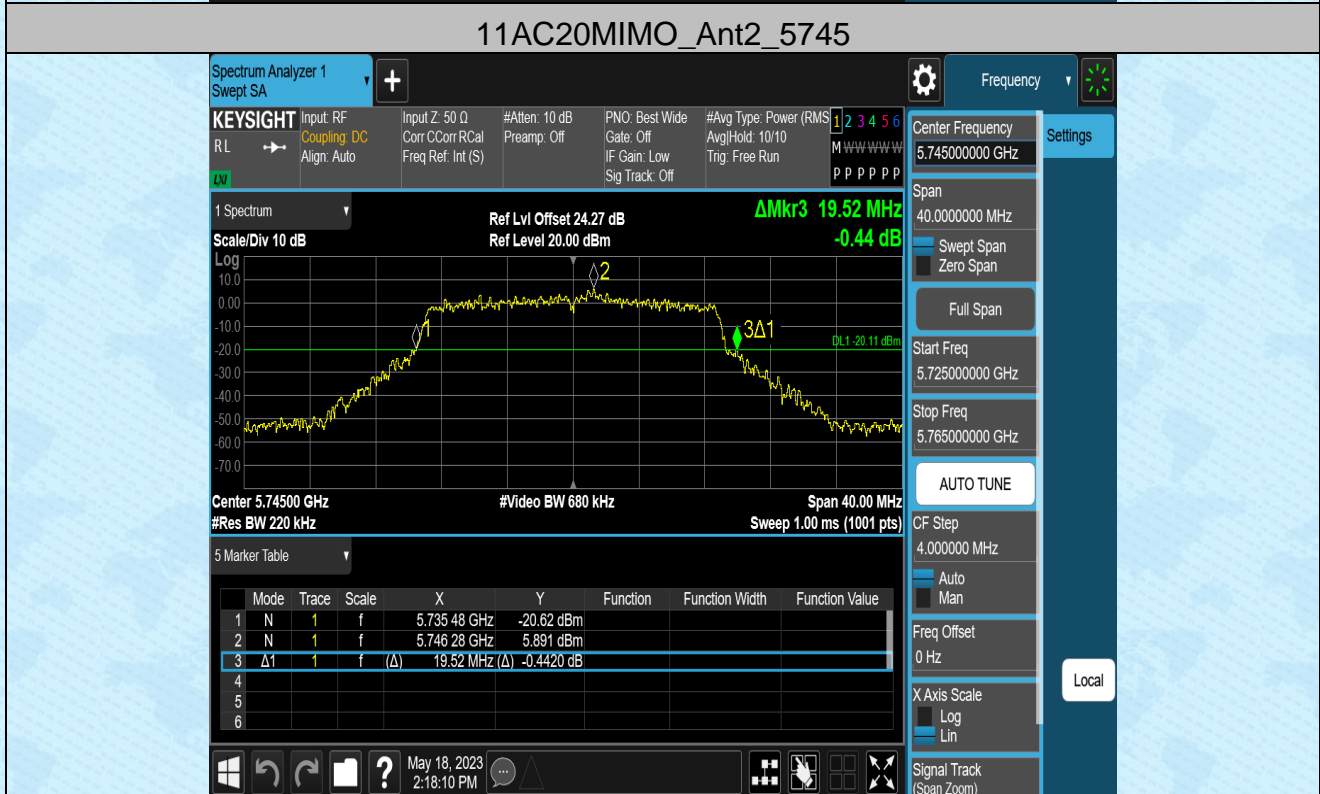 11AC20MIMO_Ant2_5745
Spectrum Analyzer 1
Swept SA
Frequency
KEYSIGHT
RL
LXI
Input: RF
Coupling: DC
Align: Auto
Input Z: 50 Ω
Corr CCorr RCal
Freq Ref: Int (S)
#Atten: 10 dB
Preamp: Off
PNO: Best Wide
Gate: Off
IF Gain: Low
Sig Track: Off
#Avg Type: Power (RMS
Avg|Hold: 10/10
Trig: Free Run
1 2 3 4 5 6
M W W W W W
P P P P P P
1 Spectrum
Scale/Div 10 dB
Ref Lvl Offset 24.27 dB
Ref Level 20.00 dBm
ΔMkr3 19.52 MHz
-0.44 dB
Log
10.0
0.00
-10.0
-20.0
-30.0
-40.0
-50.0
-60.0
-70.0
1
2
3Δ1
DL1 -20.11 dBm
Center 5.74500 GHz
#Video BW 680 kHz
Span 40.00 MHz
#Res BW 220 kHz
Sweep 1.00 ms (1001 pts)
5 Marker Table
Mode Trace Scale X Y Function Function Width Function Value
1 N 1 f 5.735 48 GHz -20.62 dBm
2 N 1 f 5.746 28 GHz 5.891 dBm
3 Δ1 1 f (Δ) 19.52 MHz (Δ) -0.4420 dB
4
5
6
May 18, 2023
2:18:10 PM
Center Frequency
5.745000000 GHz
Settings
Span
40.0000000 MHz
Swept Span
Zero Span
Full Span
Start Freq
5.725000000 GHz
Stop Freq
5.765000000 GHz
AUTO TUNE
CF Step
4.000000 MHz
Auto
Man
Freq Offset
0 Hz
X Axis Scale
Log
Lin
Local
Signal Track
(Span Zoom)